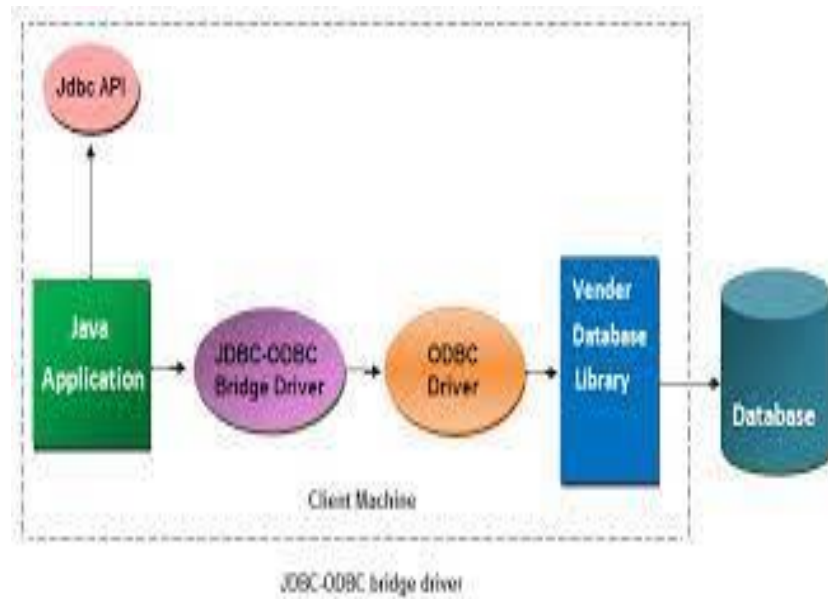 Jdbc API
Java
Application
JDBC-ODBC
Bridge Driver
ODBC
Driver
Vender
Database
Library
Database
Client Machine
JDBC-ODBC bridge driver